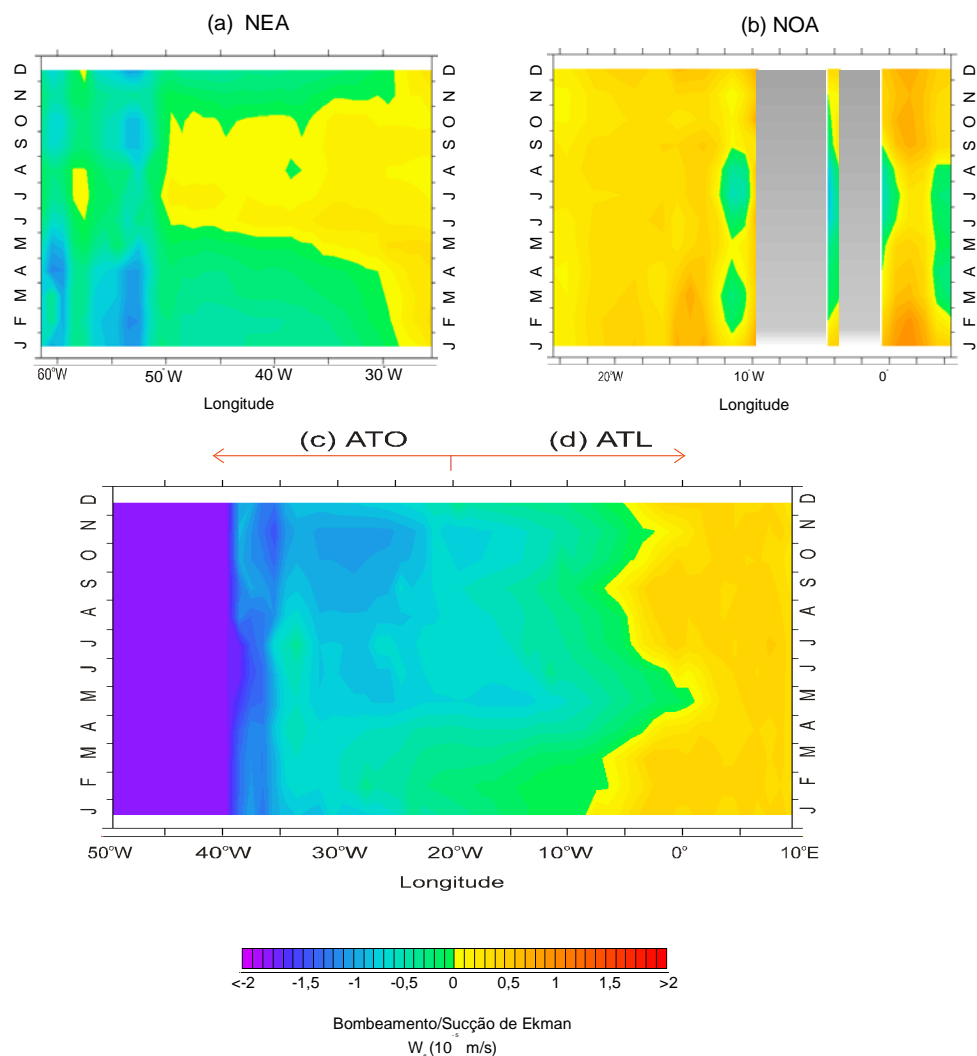 (a) NEA
(b) NOA
D
N
O
S
A
J
J
M
A
M
F
J
D
N
O
S
A
J
J
M
A
M
F
J
60°W 50°W 40°W 30°W
Longitude
D
N
O
S
A
J
J
M
A
M
F
J
D
N
O
S
A
J
J
M
A
M
F
J
20°W 10°W 0°
Longitude
(c) ATO (d) ATL
D
N
O
S
A
J
J
M
A
M
F
J
D
N
O
S
A
J
J
M
A
M
F
J
50°W 40°W 30°W 20°W 10°W 0° 10°E
Longitude
<-2 -1,5 -1 -0,5 0 0,5 1 1,5 >2
Bombeamento/Sucção de Ekman
W (10 m/s)